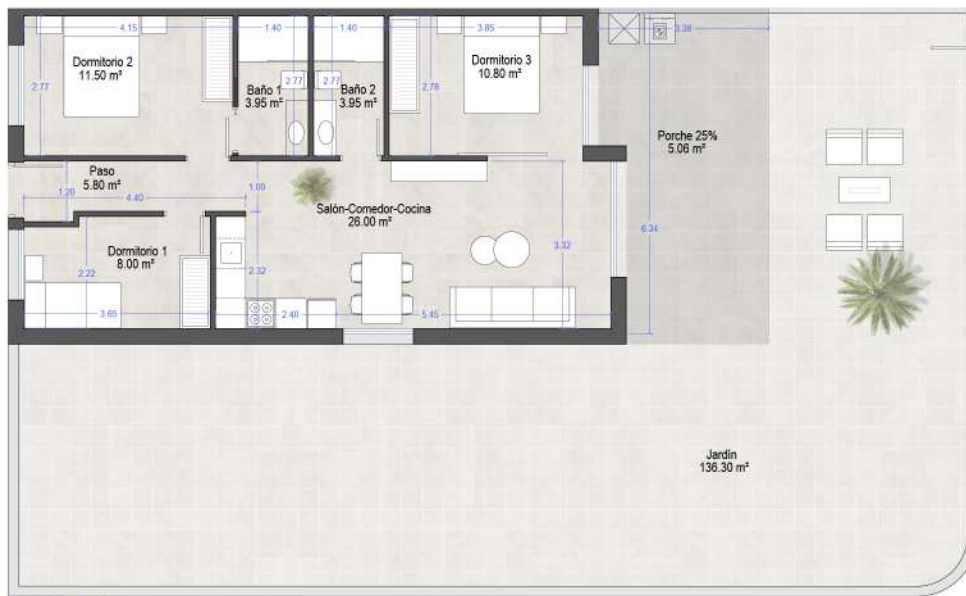 4.15
1.40
1.40
3.85
3.38
Dormitorio 2
11.50 m²
2.77
Baño 1
3.95 m²
2.77
2.77
Baño 2
3.95 m²
2.78
Dormitorio 3
10.80 m²
Porche 25%
5.06 m²
Paso
5.80 m²
1.20
4.40
1.00
Salón-Comedor-Cocina
26.00 m²
3.32
6.34
Dormitorio 1
8.00 m²
2.22
2.32
3.65
2.40
5.45
Jardín
136.30 m²